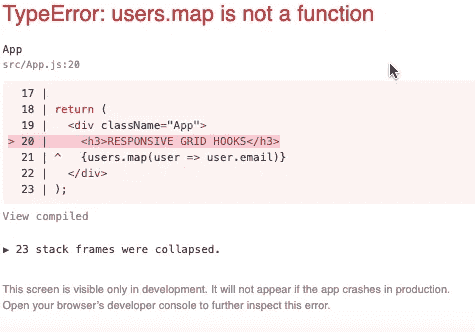 TypeError: users.map is not a function
App
src/App.js:20
17 |
18 | return (
19 |   <div className="App">
> 20 |     <h3>RESPONSIVE GRID HOOKS</h3>
21 | ^   {users.map(user => user.email)}
22 |   </div>
23 | );
View compiled
▶ 23 stack frames were collapsed.
This screen is visible only in development. It will not appear if the app crashes in production.
Open your browser's developer console to further inspect this error.